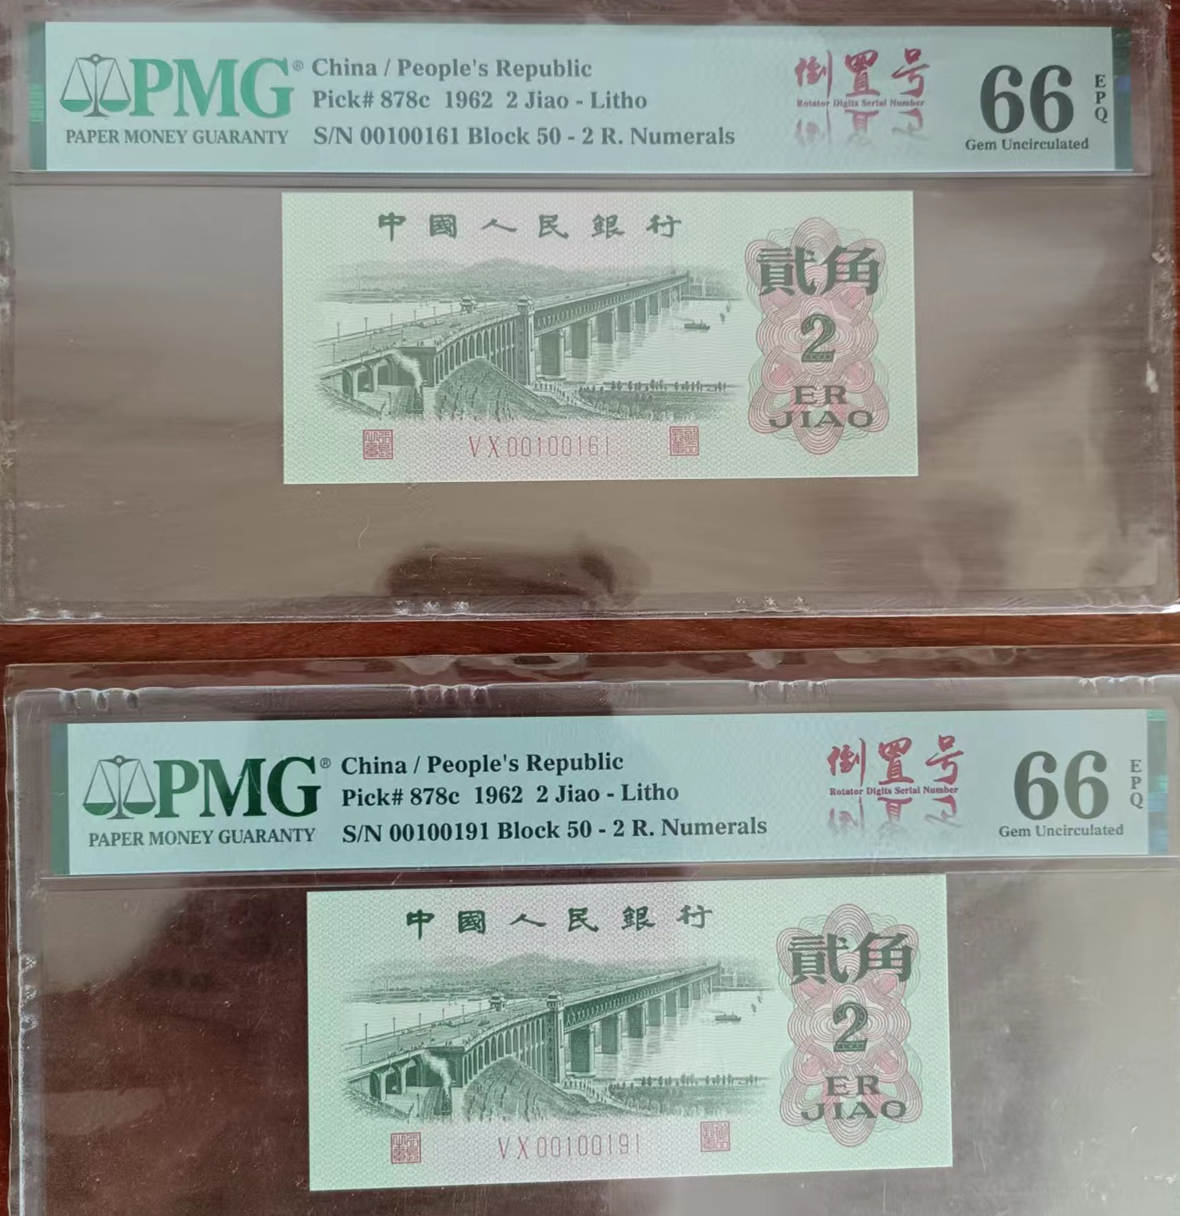 PMG®
PAPER MONEY GUARANTY
China / People's Republic
Pick# 878c 1962 2 Jiao - Litho
S/N 00100161 Block 50 - 2 R. Numerals
倒置号
Rotator Digits Serial Number
66
EPQ
Gem Uncirculated
中國人民銀行
貳角
2
ER
JIAO
VX00100161
PMG®
PAPER MONEY GUARANTY
China / People's Republic
Pick# 878c 1962 2 Jiao - Litho
S/N 00100191 Block 50 - 2 R. Numerals
倒置号
Rotator Digits Serial Number
66
EPQ
Gem Uncirculated
中國人民銀行
貳角
2
ER
JIAO
VX00100191